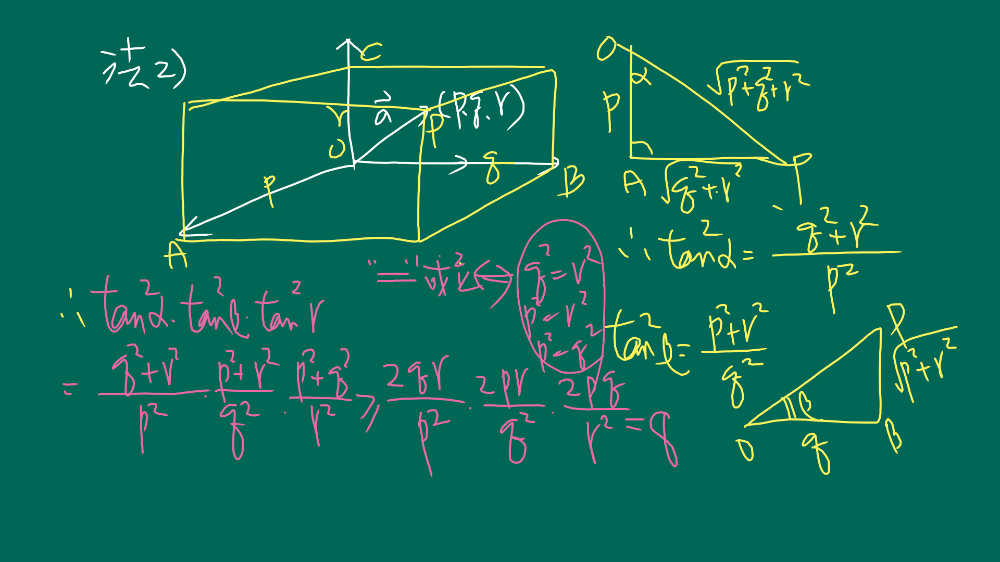 註2)
C
r
a⃗
P(p,q,r)
O
q
B
p
A
O
α
p
√(p²+q²+r²)
A
√(q²+r²)
P
∴ tan²α = (q²+r²)/p²
tan²β = (p²+r²)/q²
P
√(p²+r²)
β
O
q
B
"=" 成立 ⟺
q²=r²
p²=r²
p²=q²
∴ tan²α · tan²β · tan²r
= (q²+r²)/p² · (p²+r²)/q² · (p²+q²)/r² ≥ 2qr/p² · 2pr/q² · 2pq/r² = 8